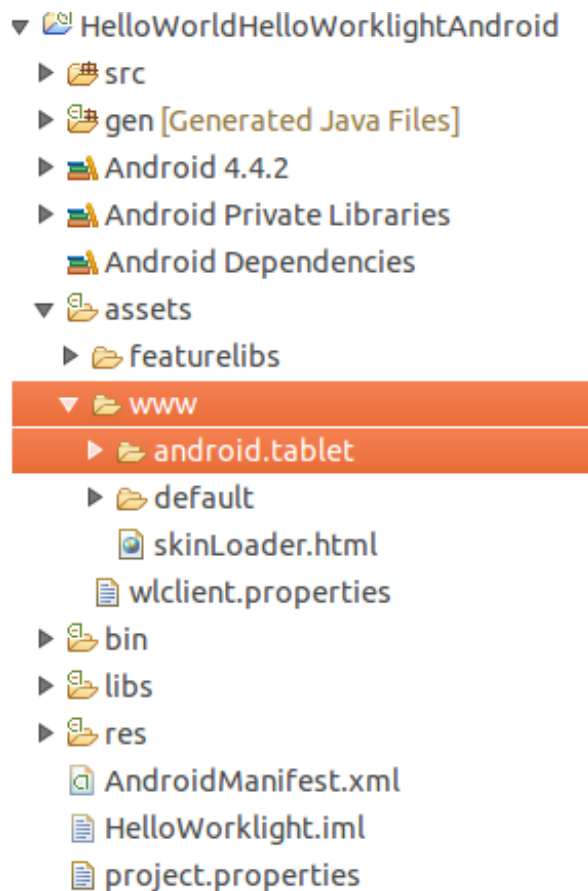 HelloWorldHelloWorklightAndroid
src
gen [Generated Java Files]
Android 4.4.2
Android Private Libraries
Android Dependencies
assets
featurelibs
www
android.tablet
default
skinLoader.html
wlclient.properties
bin
libs
res
AndroidManifest.xml
HelloWorklight.iml
project.properties